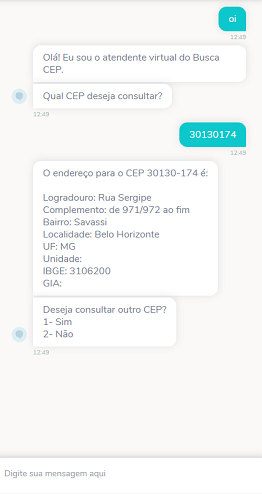 oi
12:49
Olá! Eu sou o atendente virtual do Busca
CEP.
Qual CEP deseja consultar?
12:49
30130174
12:49
O endereço para o CEP 30130-174 é:
Logradouro: Rua Sergipe
Complemento: de 971/972 ao fim
Bairro: Savassi
Localidade: Belo Horizonte
UF: MG
Unidade:
IBGE: 3106200
GIA:
Deseja consultar outro CEP?
1- Sim
2- Não
12:49
Digite sua mensagem aqui